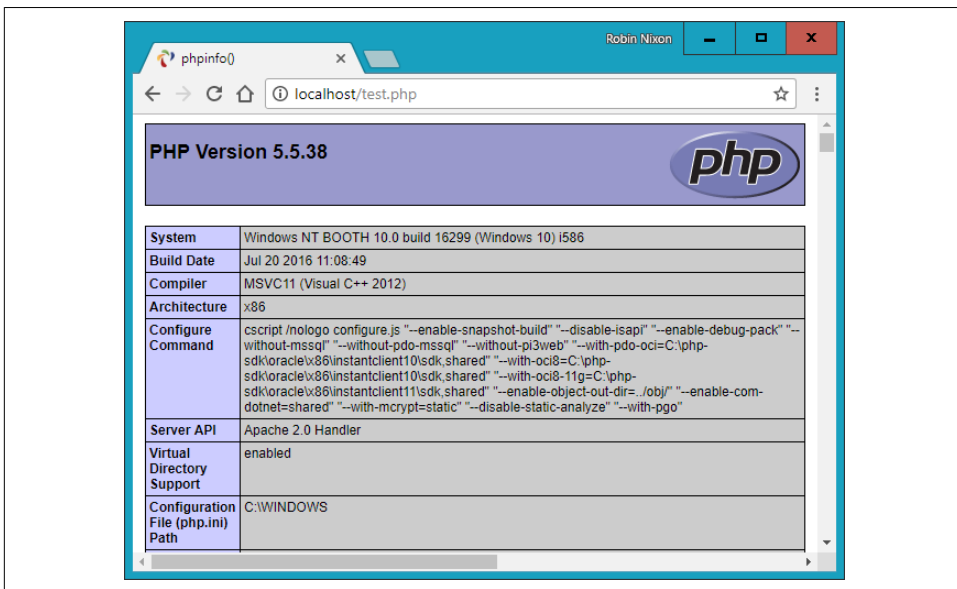 Robin Nixon
phpinfo()
localhost/test.php
PHP Version 5.5.38
php
System Windows NT BOOTH 10.0 build 16299 (Windows 10) i586
Build Date Jul 20 2016 11:08:49
Compiler MSVC11 (Visual C++ 2012)
Architecture x86
Configure Command
cscript /nologo configure.js "--enable-snapshot-build" "--disable-isapi" "--enable-debug-pack" "--
without-mssql" "--without-pdo-mssql" "--without-pi3web" "--with-pdo-oci=C:\php-
sdk\oracle\x86\instantclient10\sdk,shared" "--with-oci8=C:\php-
sdk\oracle\x86\instantclient10\sdk,shared" "--with-oci8-11g=C:\php-
sdk\oracle\x86\instantclient11\sdk,shared" "--enable-object-out-dir=../obj/" "--enable-com-
dotnet=shared" "--with-mcrypt=static" "--disable-static-analyze" "--with-pgo"
Server API Apache 2.0 Handler
Virtual
Directory
Support
enabled
Configuration
File (php.ini)
Path
C:\WINDOWS